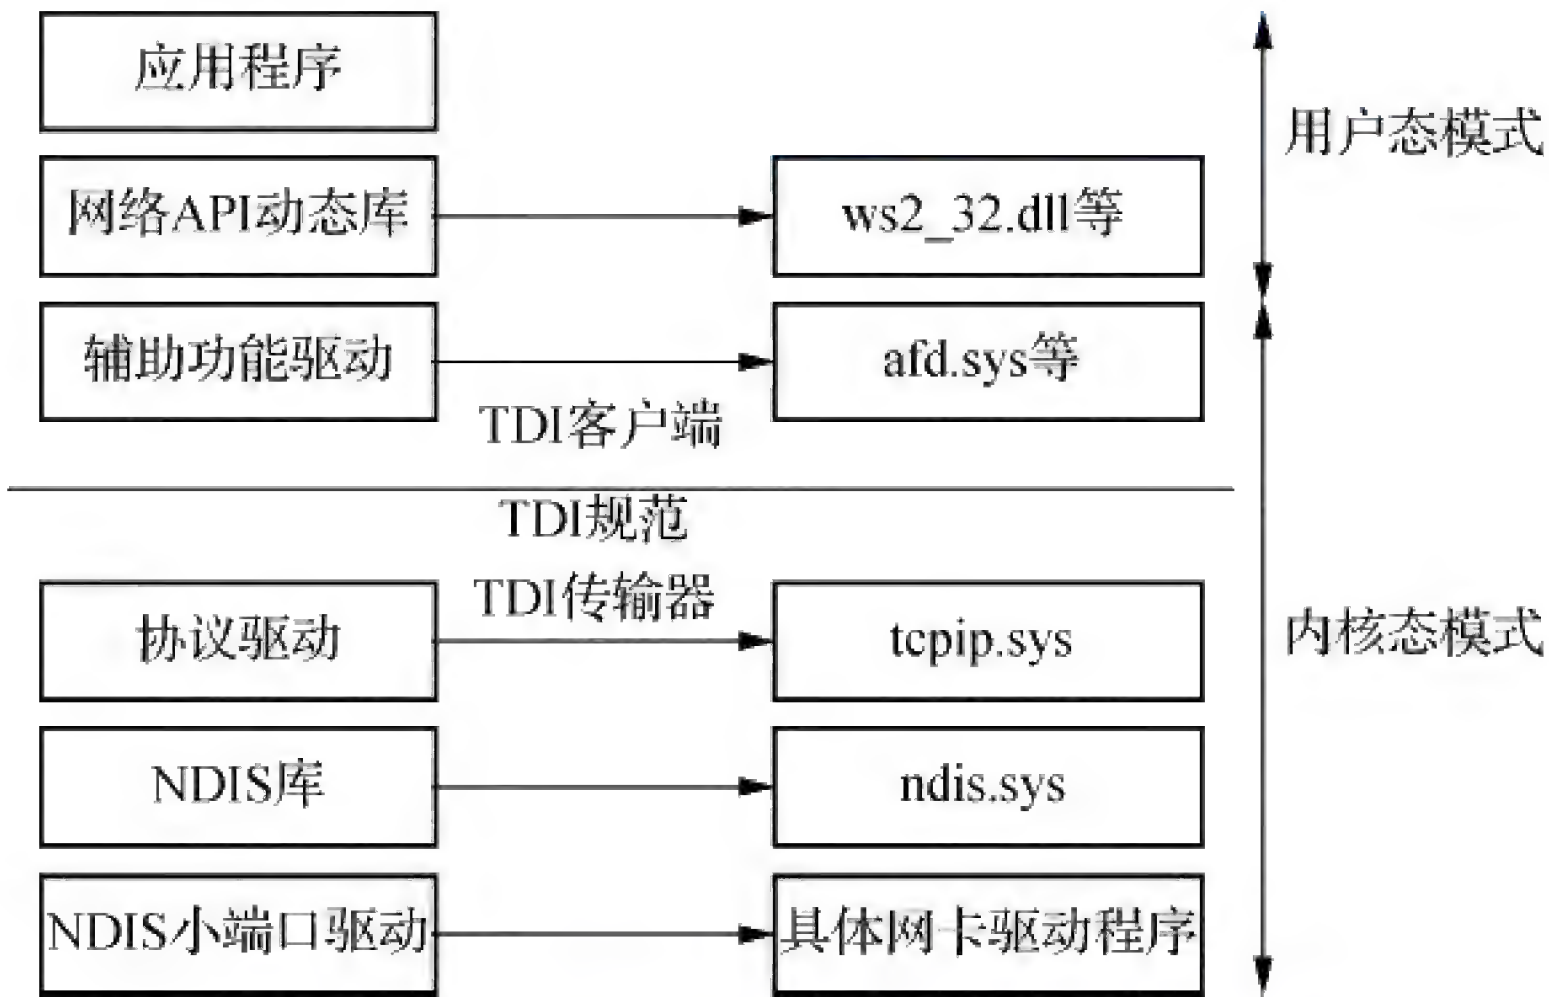 应用程序
用户态模式
网络API动态库
ws2_32.dll等
辅助功能驱动
afd.sys等
TDI客户端
TDI规范
TDI传输器
协议驱动
tcpip.sys
内核态模式
NDIS库
ndis.sys
NDIS小端口驱动
具体网卡驱动程序